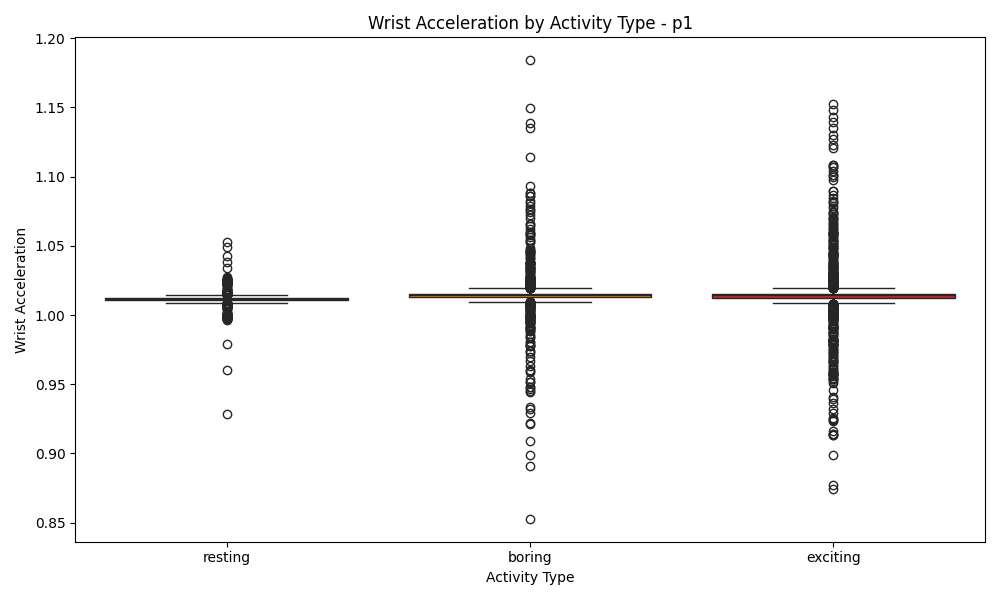 Wrist Acceleration by Activity Type - p1
1.20
1.15
1.10
1.05
1.00
0.95
0.90
0.85
Wrist Acceleration
resting
boring
exciting
Activity Type